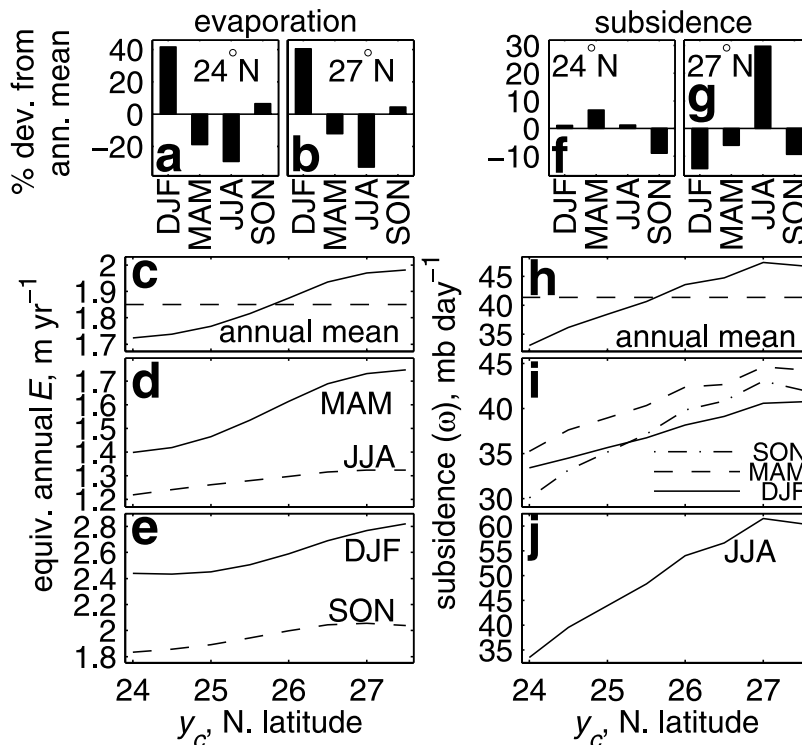 evaporation
subsidence
% dev. from
ann. mean
40
20
0
−20
24°N
a
DJF
MAM
JJA
SON
27°N
b
DJF
MAM
JJA
SON
30
20
10
0
−10
24°N
f
DJF
MAM
JJA
SON
27°N
g
DJF
MAM
JJA
SON
equiv. annual E, m yr⁻¹
c
2
1.9
1.8
1.7
annual mean
d
1.7
1.6
1.5
1.4
1.3
1.2
MAM
JJA
e
2.8
2.6
2.4
2.2
2
1.8
DJF
SON
24
25
26
27
y_c, N. latitude
subsidence (ω), mb day⁻¹
h
45
40
35
annual mean
i
45
40
35
30
SON
MAM
DJF
j
60
55
50
45
40
35
JJA
24
25
26
27
y_c, N. latitude